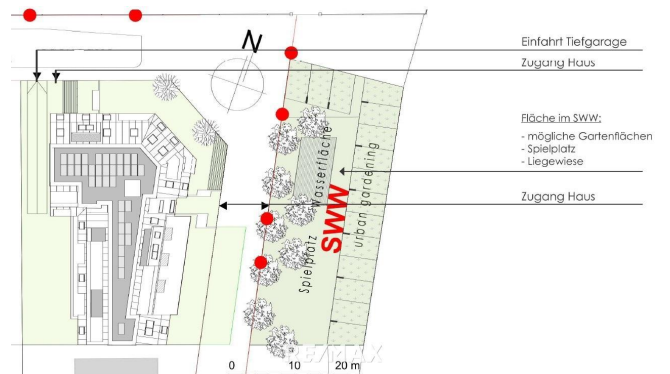 N
Einfahrt Tiefgarage
Zugang Haus
Fläche im SWW:
- mögliche Gartenflächen
- Spielplatz
- Liegewiese
Zugang Haus
Wasserfläche
Spielplatz
SWW
urban gardening
RE/MAX
0 10 20 m